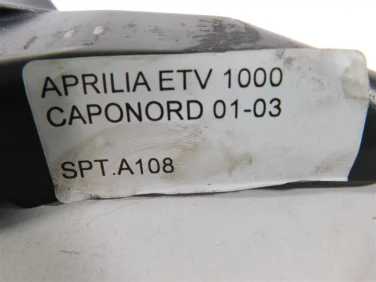 APRILIA ETV 1000
CAPONORD 01-03
SPT.A108